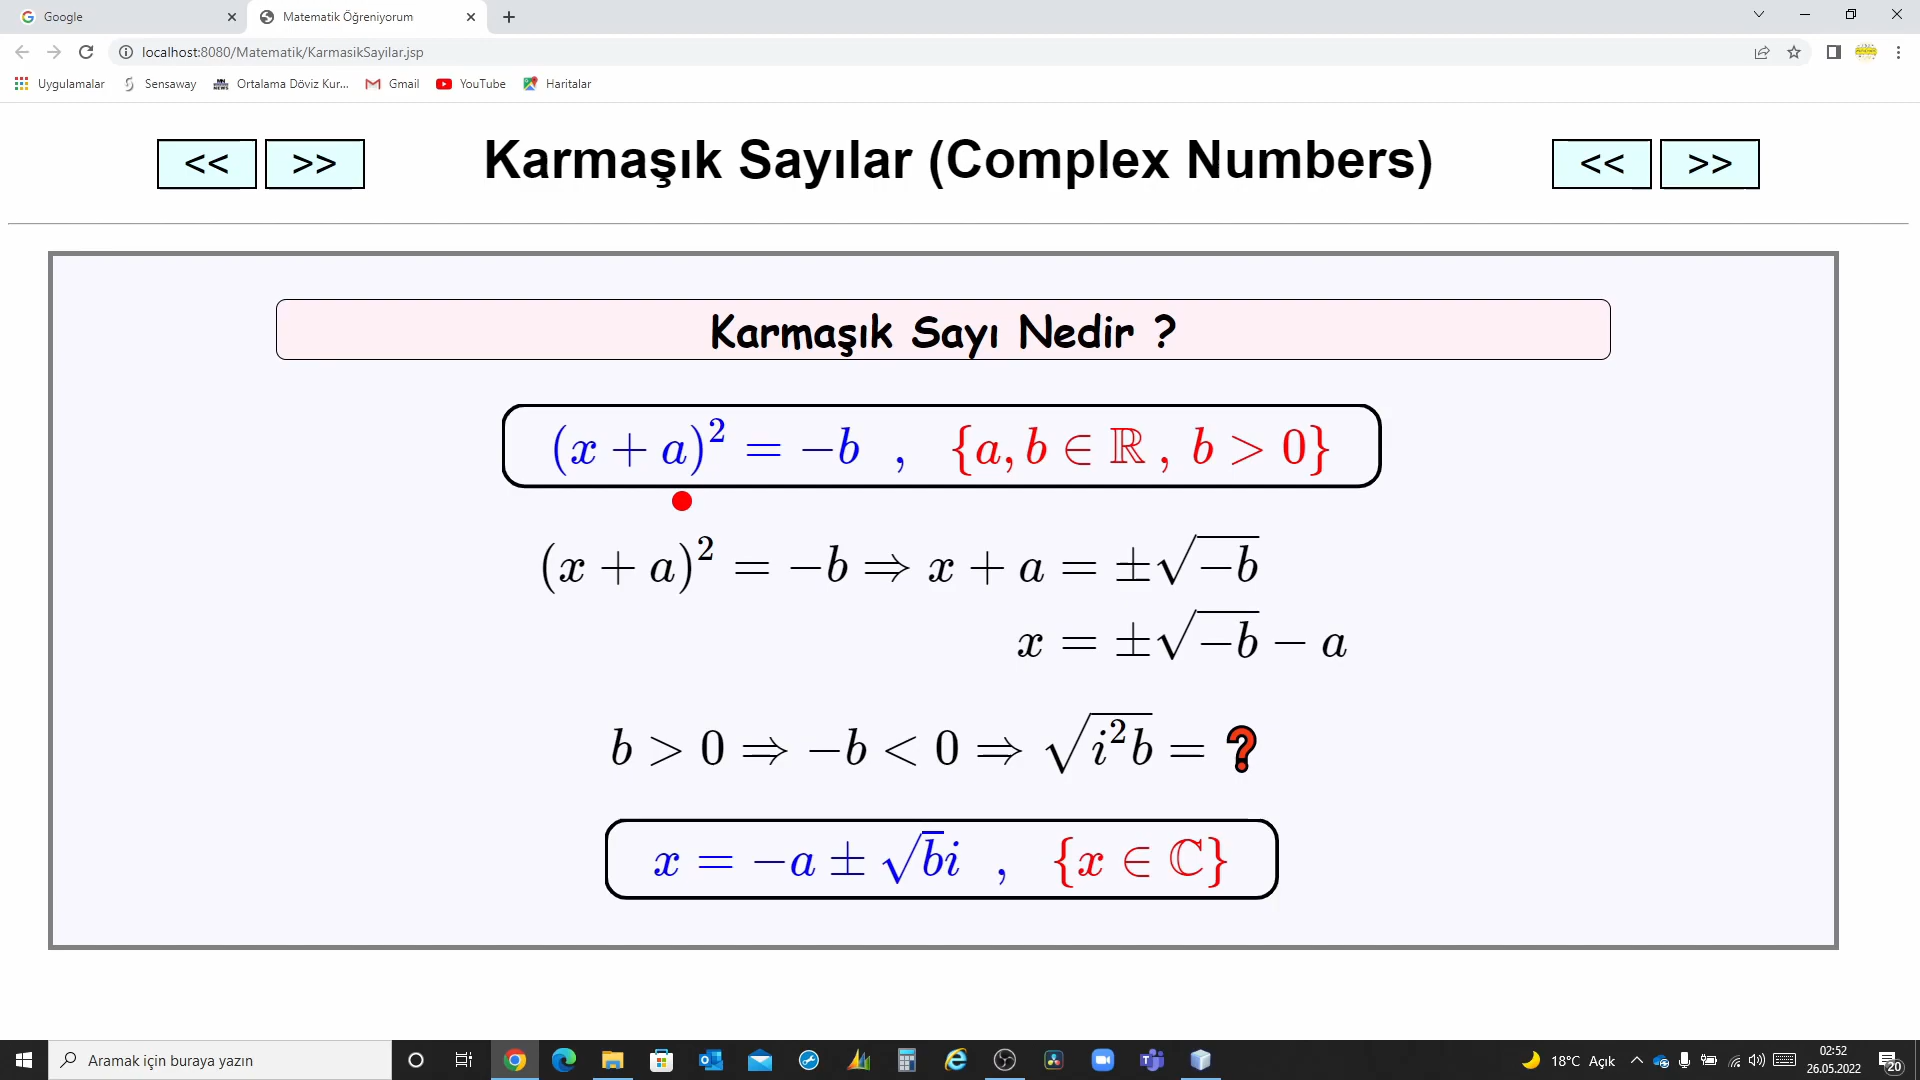 Google
Matematik Öğreniyorum
localhost:8080/Matematik/KarmasikSayilar.jsp
Uygulamalar Sensaway Ortalama Döviz Kur... Gmail YouTube Haritalar
<< >> Karmaşık Sayılar (Complex Numbers) << >>
Karmaşık Sayı Nedir ?
(x + a)² = −b , {a, b ∈ ℝ , b > 0}
(x + a)² = −b ⇒ x + a = ±√−b
x = ±√−b − a
b > 0 ⇒ −b < 0 ⇒ √i²b = ?
x = −a ± √bi , {x ∈ ℂ}
Aramak için buraya yazın
18°C Açık
02:52
26.05.2022
20